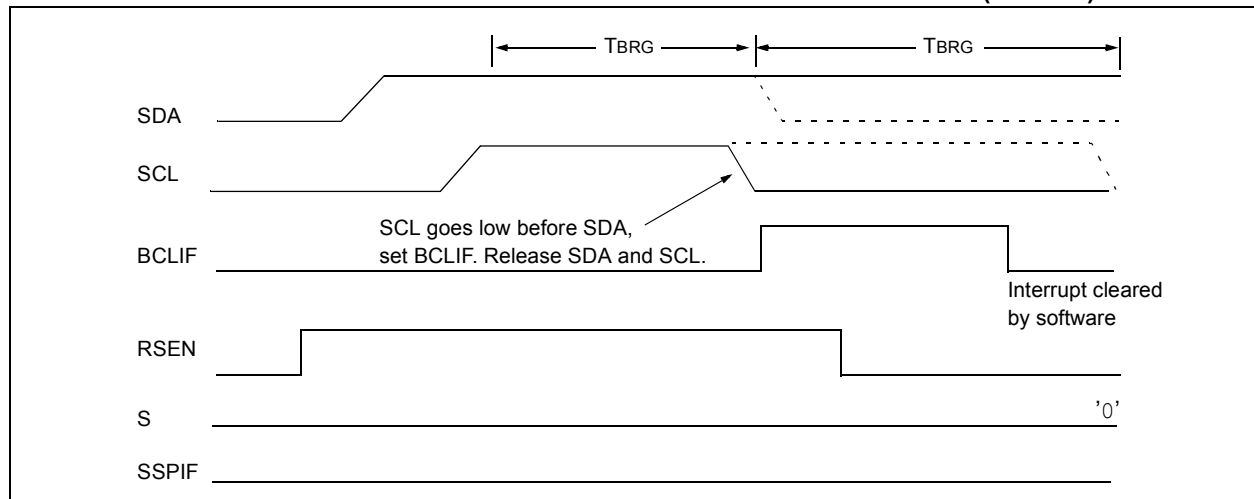 TBRG TBRG
SDA
SCL
SCL goes low before SDA,
set BCLIF. Release SDA and SCL.
BCLIF
Interrupt cleared
by software
RSEN
S '0'
SSPIF